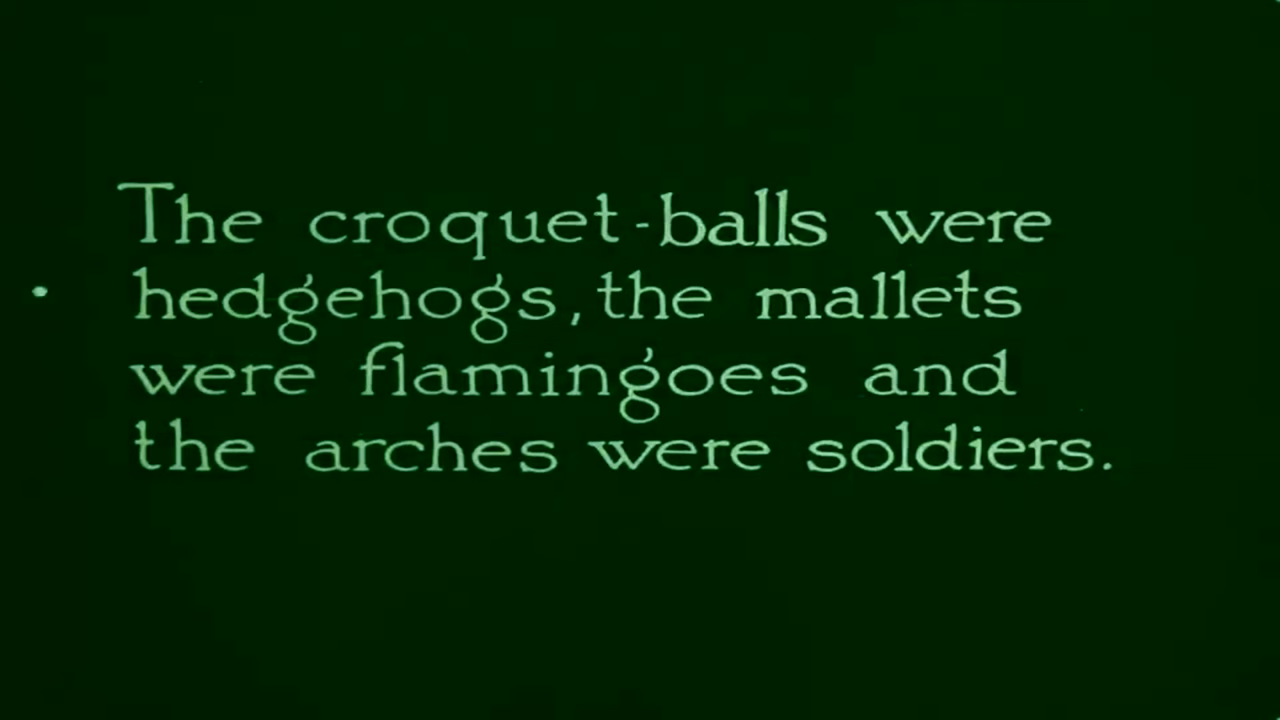 The croquet-balls were
hedgehogs, the mallets
were flamingoes and
the arches were soldiers.